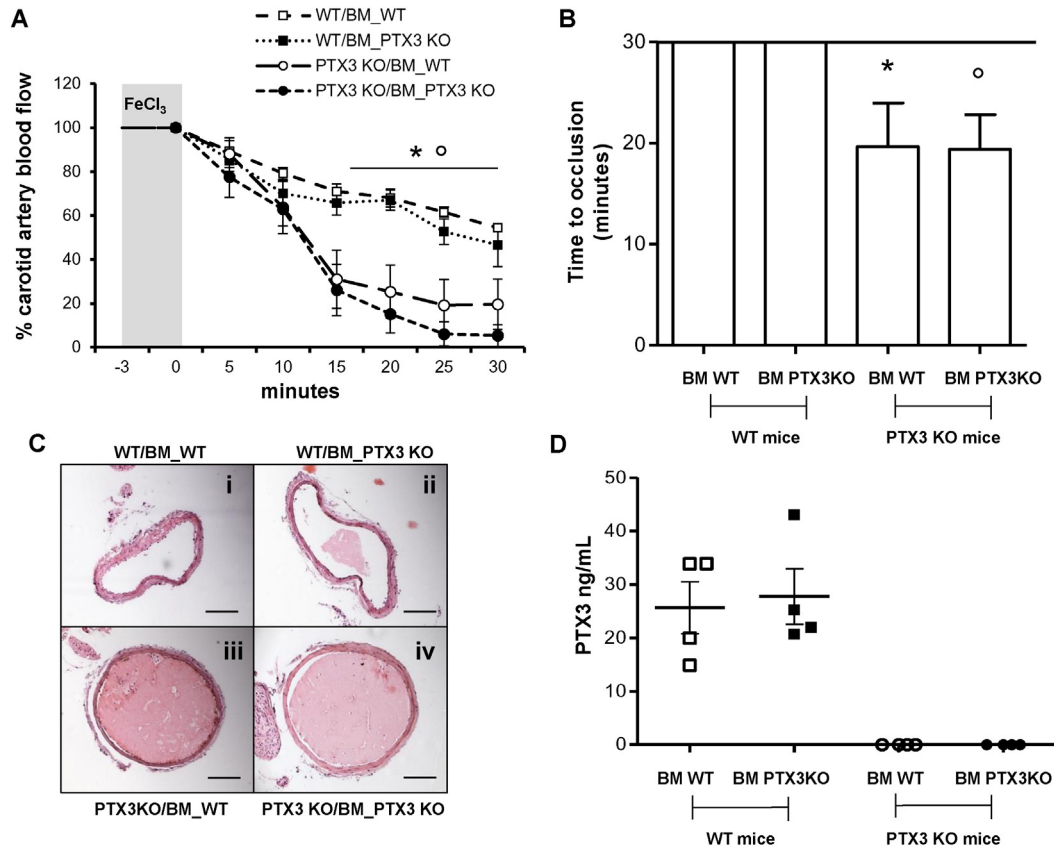 A
WT/BM_WT
WT/BM_PTX3 KO
PTX3 KO/BM_WT
PTX3 KO/BM_PTX3 KO
FeCl3
% carotid artery blood flow
120
100
80
60
40
20
0
* °
-3 0 5 10 15 20 25 30
minutes
B
Time to occlusion
(minutes)
30
20
10
0
* °
BM WT BM PTX3KO BM WT BM PTX3KO
WT mice PTX3 KO mice
C
WT/BM_WT WT/BM_PTX3 KO
i ii
iii iv
PTX3KO/BM_WT PTX3 KO/BM_PTX3 KO
D
PTX3 ng/mL
50
40
30
20
10
0
BM WT BM PTX3KO BM WT BM PTX3KO
WT mice PTX3 KO mice